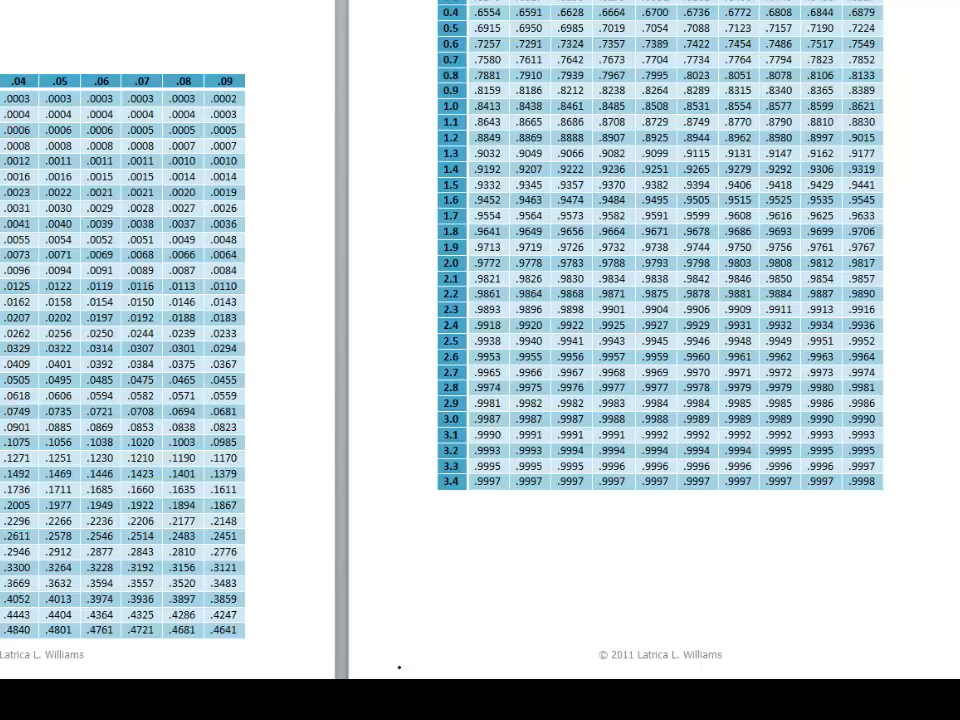 .04 .05 .06 .07 .08 .09
.0003 .0003 .0003 .0003 .0003 .0002
.0004 .0004 .0004 .0004 .0004 .0003
.0006 .0006 .0006 .0005 .0005 .0005
.0008 .0008 .0008 .0008 .0007 .0007
.0012 .0011 .0011 .0011 .0010 .0010
.0016 .0016 .0015 .0015 .0014 .0014
.0023 .0022 .0021 .0021 .0020 .0019
.0031 .0030 .0029 .0028 .0027 .0026
.0041 .0040 .0039 .0038 .0037 .0036
.0055 .0054 .0052 .0051 .0049 .0048
.0073 .0071 .0069 .0068 .0066 .0064
.0096 .0094 .0091 .0089 .0087 .0084
.0125 .0122 .0119 .0116 .0113 .0110
.0162 .0158 .0154 .0150 .0146 .0143
.0207 .0202 .0197 .0192 .0188 .0183
.0262 .0256 .0250 .0244 .0239 .0233
.0329 .0322 .0314 .0307 .0301 .0294
.0409 .0401 .0392 .0384 .0375 .0367
.0505 .0495 .0485 .0475 .0465 .0455
.0618 .0606 .0594 .0582 .0571 .0559
.0749 .0735 .0721 .0708 .0694 .0681
.0901 .0885 .0869 .0853 .0838 .0823
.1075 .1056 .1038 .1020 .1003 .0985
.1271 .1251 .1230 .1210 .1190 .1170
.1492 .1469 .1446 .1423 .1401 .1379
.1736 .1711 .1685 .1660 .1635 .1611
.2005 .1977 .1949 .1922 .1894 .1867
.2296 .2266 .2236 .2206 .2177 .2148
.2611 .2578 .2546 .2514 .2483 .2451
.2946 .2912 .2877 .2843 .2810 .2776
.3300 .3264 .3228 .3192 .3156 .3121
.3669 .3632 .3594 .3557 .3520 .3483
.4052 .4013 .3974 .3936 .3897 .3859
.4443 .4404 .4364 .4325 .4286 .4247
.4840 .4801 .4761 .4721 .4681 .4641
Latrica L. Williams
0.4 .6554 .6591 .6628 .6664 .6700 .6736 .6772 .6808 .6844 .6879
0.5 .6915 .6950 .6985 .7019 .7054 .7088 .7123 .7157 .7190 .7224
0.6 .7257 .7291 .7324 .7357 .7389 .7422 .7454 .7486 .7517 .7549
0.7 .7580 .7611 .7642 .7673 .7704 .7734 .7764 .7794 .7823 .7852
0.8 .7881 .7910 .7939 .7967 .7995 .8023 .8051 .8078 .8106 .8133
0.9 .8159 .8186 .8212 .8238 .8264 .8289 .8315 .8340 .8365 .8389
1.0 .8413 .8438 .8461 .8485 .8508 .8531 .8554 .8577 .8599 .8621
1.1 .8643 .8665 .8686 .8708 .8729 .8749 .8770 .8790 .8810 .8830
1.2 .8849 .8869 .8888 .8907 .8925 .8944 .8962 .8980 .8997 .9015
1.3 .9032 .9049 .9066 .9082 .9099 .9115 .9131 .9147 .9162 .9177
1.4 .9192 .9207 .9222 .9236 .9251 .9265 .9279 .9292 .9306 .9319
1.5 .9332 .9345 .9357 .9370 .9382 .9394 .9406 .9418 .9429 .9441
1.6 .9452 .9463 .9474 .9484 .9495 .9505 .9515 .9525 .9535 .9545
1.7 .9554 .9564 .9573 .9582 .9591 .9599 .9608 .9616 .9625 .9633
1.8 .9641 .9649 .9656 .9664 .9671 .9678 .9686 .9693 .9699 .9706
1.9 .9713 .9719 .9726 .9732 .9738 .9744 .9750 .9756 .9761 .9767
2.0 .9772 .9778 .9783 .9788 .9793 .9798 .9803 .9808 .9812 .9817
2.1 .9821 .9826 .9830 .9834 .9838 .9842 .9846 .9850 .9854 .9857
2.2 .9861 .9864 .9868 .9871 .9875 .9878 .9881 .9884 .9887 .9890
2.3 .9893 .9896 .9898 .9901 .9904 .9906 .9909 .9911 .9913 .9916
2.4 .9918 .9920 .9922 .9925 .9927 .9929 .9931 .9932 .9934 .9936
2.5 .9938 .9940 .9941 .9943 .9945 .9946 .9948 .9949 .9951 .9952
2.6 .9953 .9955 .9956 .9957 .9959 .9960 .9961 .9962 .9963 .9964
2.7 .9965 .9966 .9967 .9968 .9969 .9970 .9971 .9972 .9973 .9974
2.8 .9974 .9975 .9976 .9977 .9977 .9978 .9979 .9979 .9980 .9981
2.9 .9981 .9982 .9982 .9983 .9984 .9984 .9985 .9985 .9986 .9986
3.0 .9987 .9987 .9987 .9988 .9988 .9989 .9989 .9989 .9990 .9990
3.1 .9990 .9991 .9991 .9991 .9992 .9992 .9992 .9992 .9993 .9993
3.2 .9993 .9993 .9994 .9994 .9994 .9994 .9994 .9995 .9995 .9995
3.3 .9995 .9995 .9995 .9996 .9996 .9996 .9996 .9996 .9996 .9997
3.4 .9997 .9997 .9997 .9997 .9997 .9997 .9997 .9997 .9997 .9998
© 2011 Latrica L. Williams